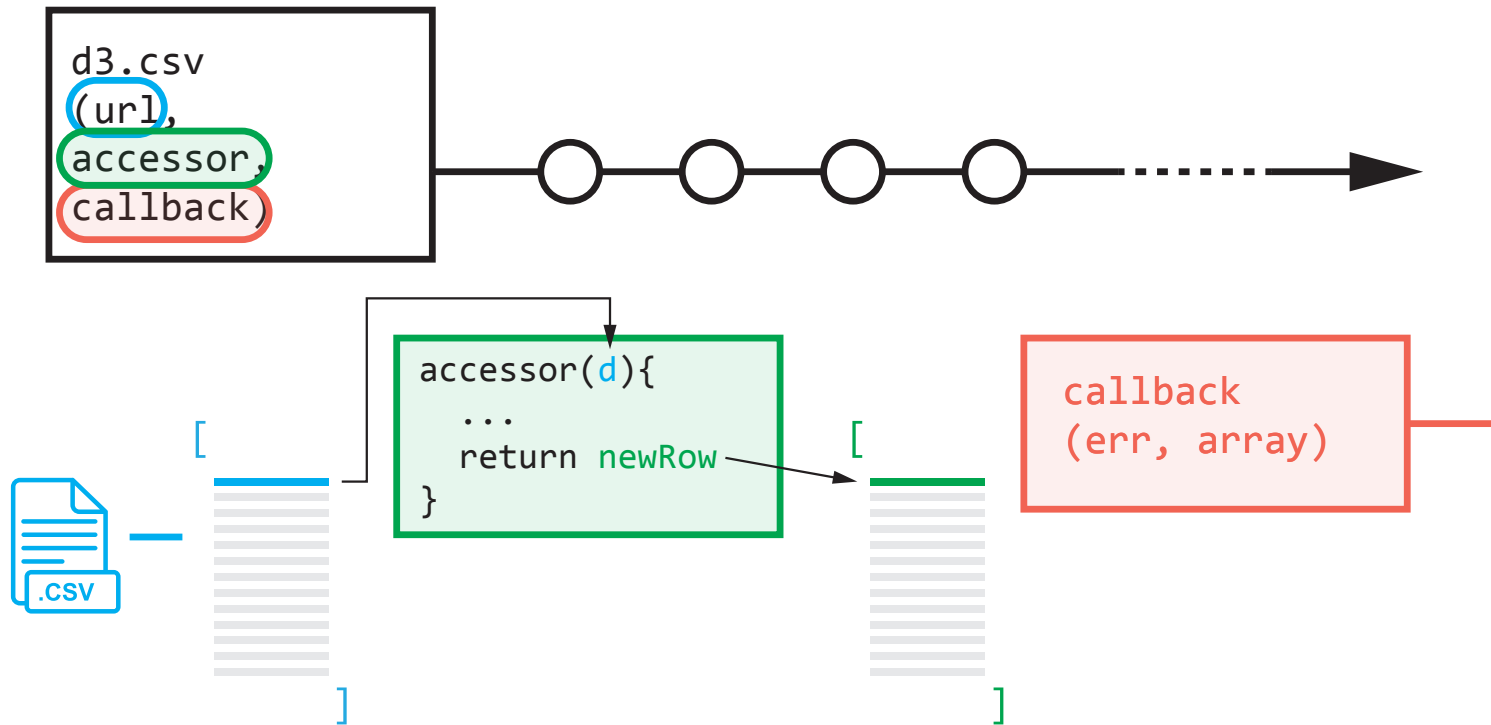 d3.csv
(url,
accessor,
callback)
accessor(d){
...
return newRow
}
[
]
.CSV
[
]
callback
(err, array)